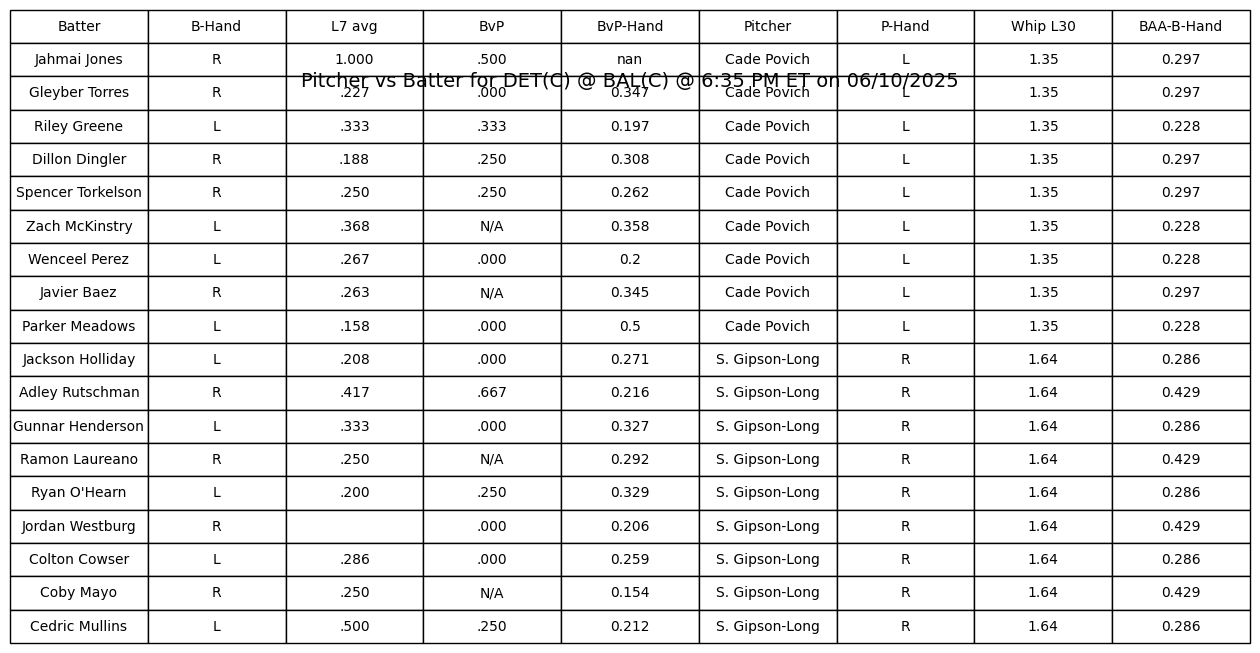 Batter B-Hand L7 avg BvP BvP-Hand Pitcher P-Hand Whip L30 BAA-B-Hand
Jahmai Jones R 1.000 .500 nan Cade Povich L 1.35 0.297
Pitcher vs Batter for DET(C) @ BAL(C) @ 6:35 PM ET on 06/10/2025
Gleyber Torres R .227 .000 0.347 Cade Povich L 1.35 0.297
Riley Greene L .333 .333 0.197 Cade Povich L 1.35 0.228
Dillon Dingler R .188 .250 0.308 Cade Povich L 1.35 0.297
Spencer Torkelson R .250 .250 0.262 Cade Povich L 1.35 0.297
Zach McKinstry L .368 N/A 0.358 Cade Povich L 1.35 0.228
Wenceel Perez L .267 .000 0.2 Cade Povich L 1.35 0.228
Javier Baez R .263 N/A 0.345 Cade Povich L 1.35 0.297
Parker Meadows L .158 .000 0.5 Cade Povich L 1.35 0.228
Jackson Holliday L .208 .000 0.271 S. Gipson-Long R 1.64 0.286
Adley Rutschman R .417 .667 0.216 S. Gipson-Long R 1.64 0.429
Gunnar Henderson L .333 .000 0.327 S. Gipson-Long R 1.64 0.286
Ramon Laureano R .250 N/A 0.292 S. Gipson-Long R 1.64 0.429
Ryan O'Hearn L .200 .250 0.329 S. Gipson-Long R 1.64 0.286
Jordan Westburg R .000 0.206 S. Gipson-Long R 1.64 0.429
Colton Cowser L .286 .000 0.259 S. Gipson-Long R 1.64 0.286
Coby Mayo R .250 N/A 0.154 S. Gipson-Long R 1.64 0.429
Cedric Mullins L .500 .250 0.212 S. Gipson-Long R 1.64 0.286